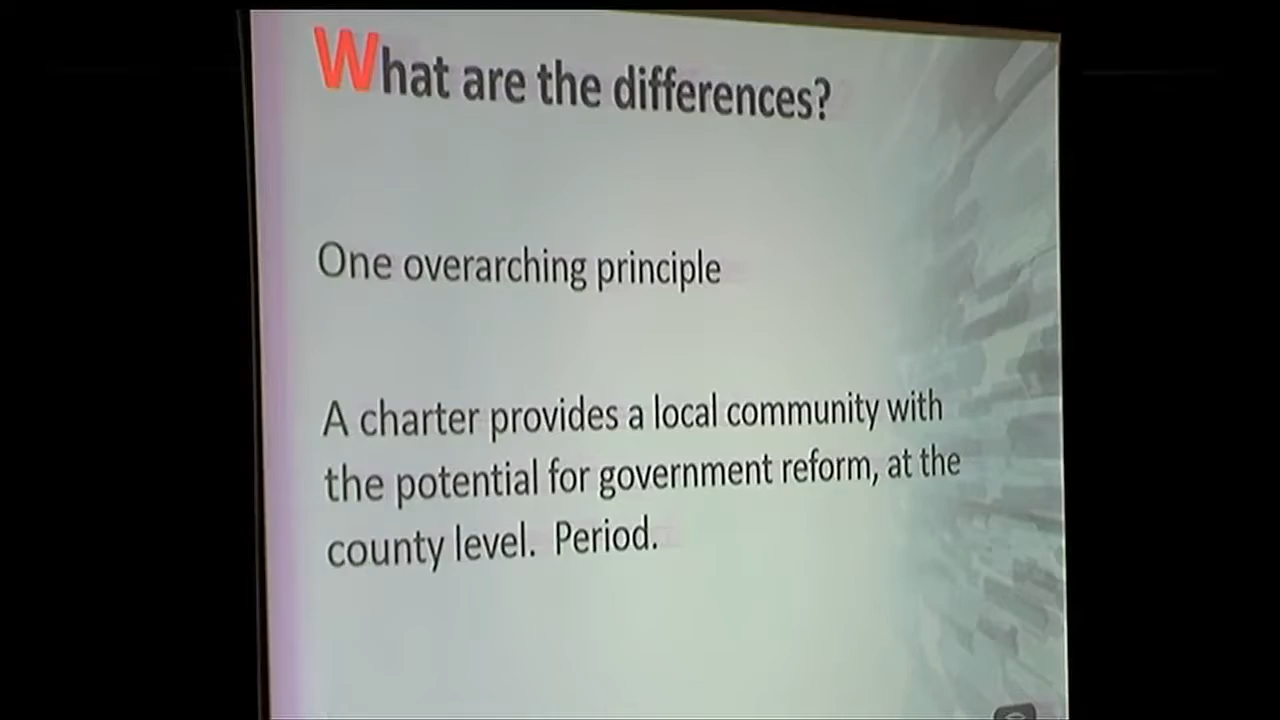 What are the differences?
One overarching principle
A charter provides a local community with
the potential for government reform, at the
county level.  Period.